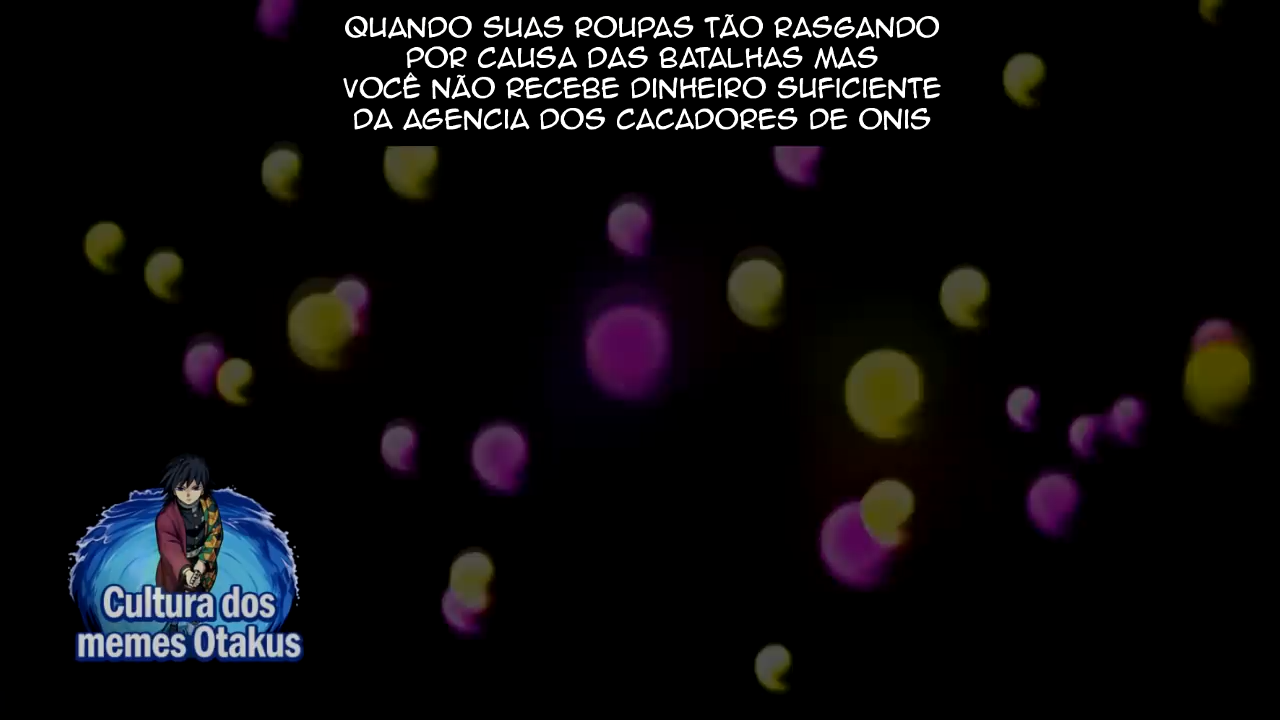 QUANDO SUAS ROUPAS TÃO RASGANDO
POR CAUSA DAS BATALHAS MAS
VOCÊ NÃO RECEBE DINHEIRO SUFICIENTE
DA AGENCIA DOS CACADORES DE ONIS
Cultura dos
memes Otakus